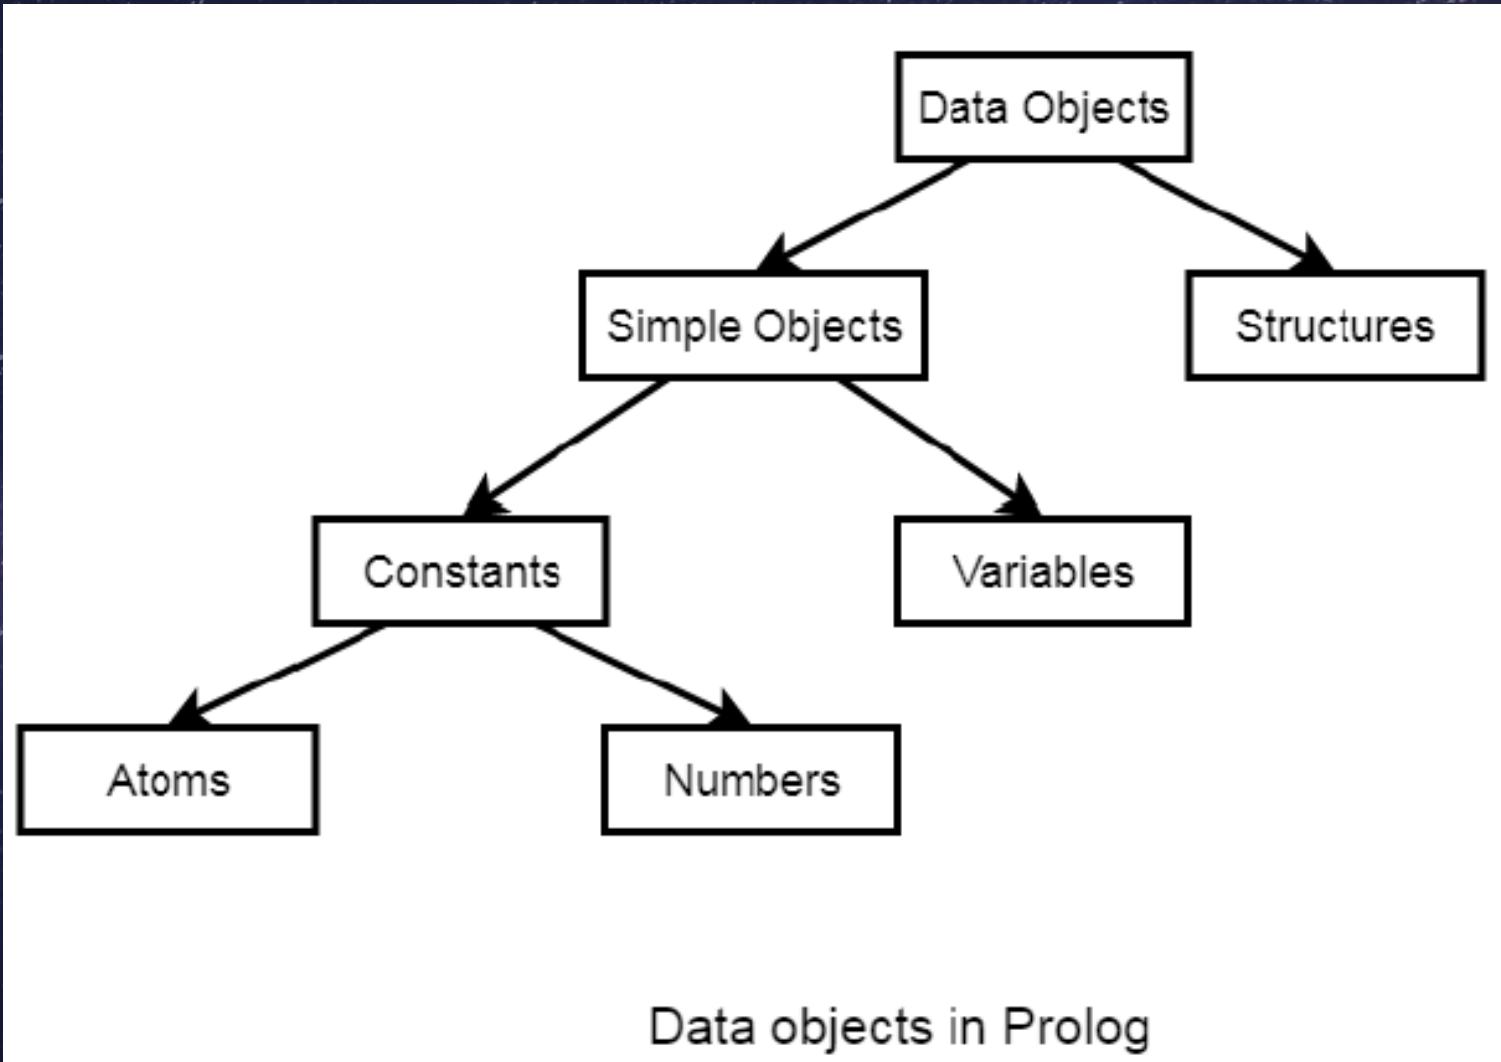 Data Objects
Simple Objects
Structures
Constants
Variables
Atoms
Numbers
Data objects in Prolog